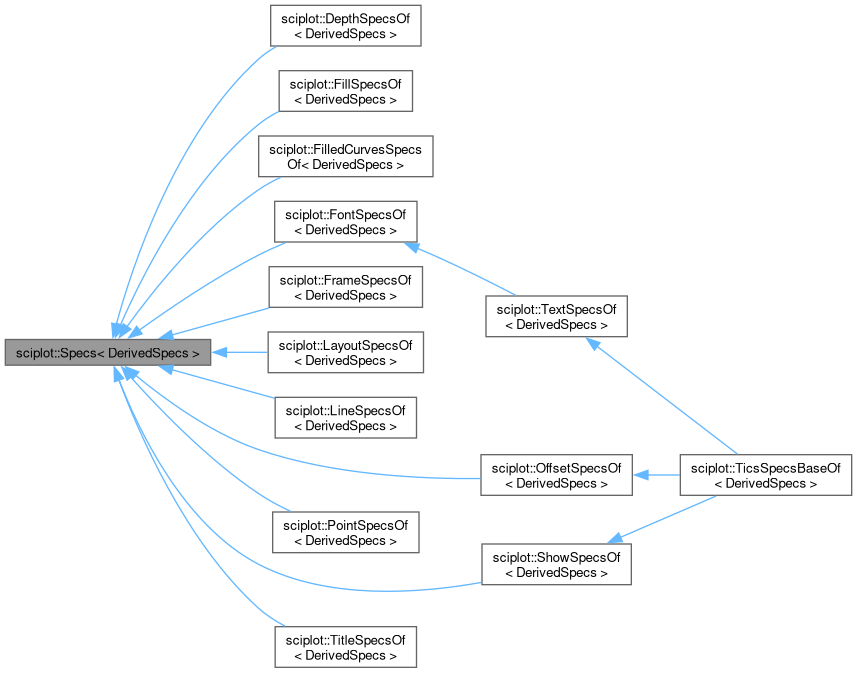 sciplot::DepthSpecsOf
< DerivedSpecs >
sciplot::FillSpecsOf
< DerivedSpecs >
sciplot::FilledCurvesSpecs
Of< DerivedSpecs >
sciplot::FontSpecsOf
< DerivedSpecs >
sciplot::FrameSpecsOf
< DerivedSpecs >
sciplot::TextSpecsOf
< DerivedSpecs >
sciplot::Specs< DerivedSpecs >
sciplot::LayoutSpecsOf
< DerivedSpecs >
sciplot::LineSpecsOf
< DerivedSpecs >
sciplot::OffsetSpecsOf
< DerivedSpecs >
sciplot::TicsSpecsBaseOf
< DerivedSpecs >
sciplot::PointSpecsOf
< DerivedSpecs >
sciplot::ShowSpecsOf
< DerivedSpecs >
sciplot::TitleSpecsOf
< DerivedSpecs >